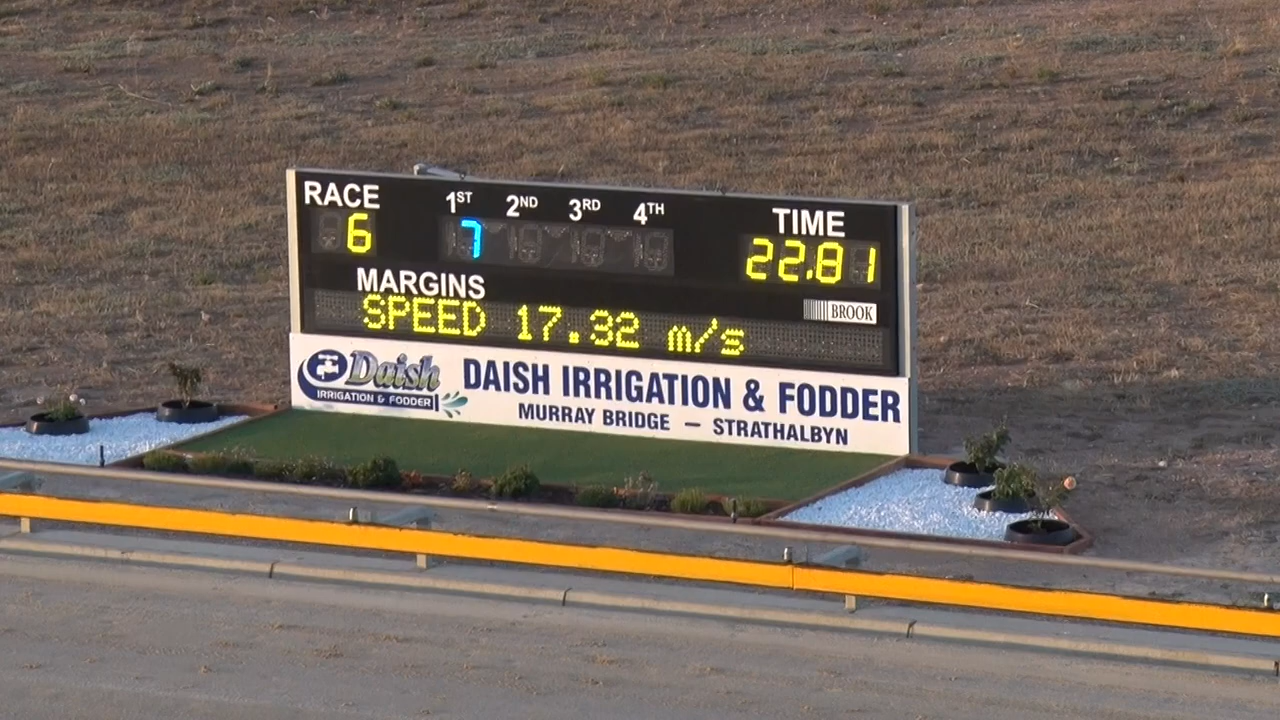 RACE 1ST 2ND 3RD 4TH TIME
6 7 22.81
MARGINS
BROOK
SPEED 17.32 m/s
Daish
IRRIGATION & FODDER
DAISH IRRIGATION & FODDER
MURRAY BRIDGE – STRATHALBYN